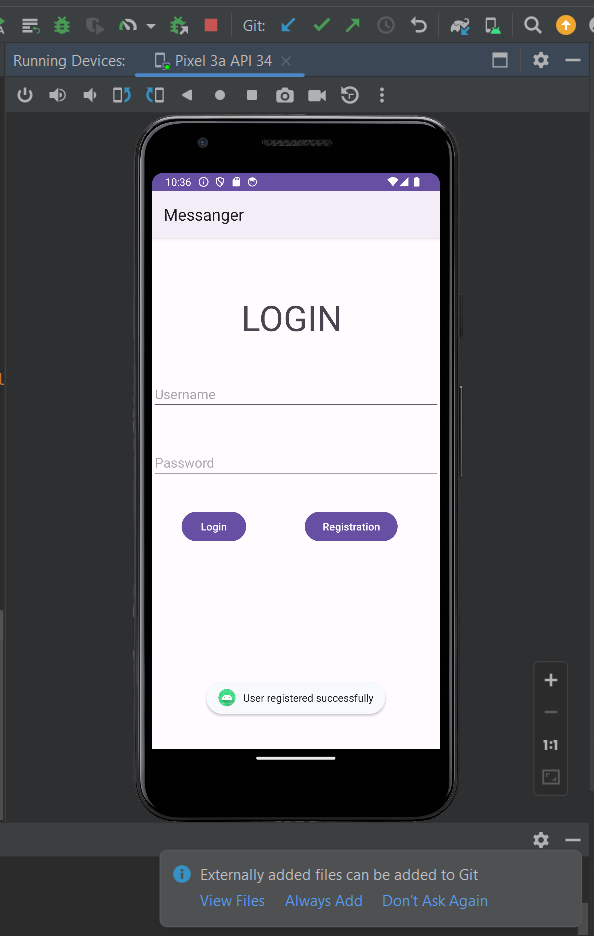 Git:
Running Devices: Pixel 3a API 34
10:36
Messanger
LOGIN
Username
Password
Login Registration
User registered successfully
1:1
Externally added files can be added to Git
View Files Always Add Don't Ask Again